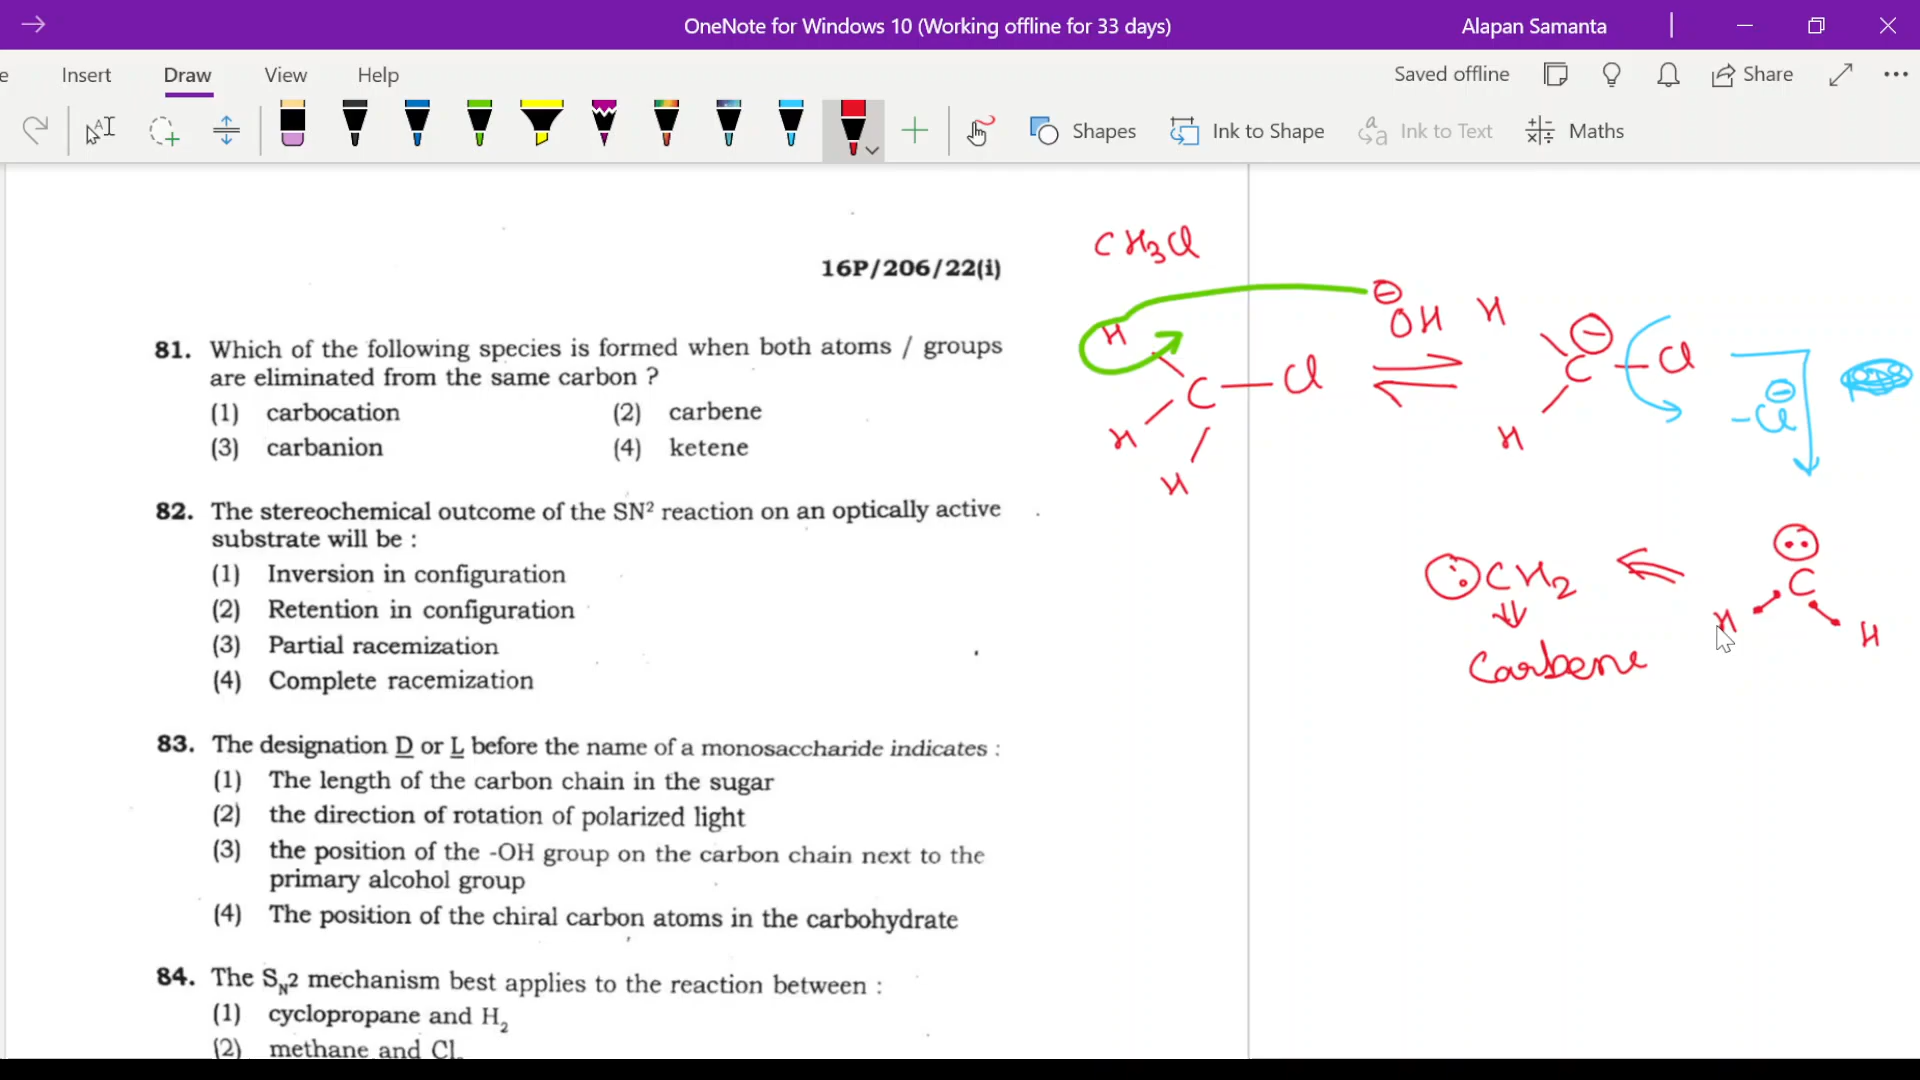 OneNote for Windows 10 (Working offline for 33 days)
Alapan Samanta
e Insert Draw View Help
Saved offline Share
Shapes Ink to Shape Ink to Text Maths
16P/206/22(i)
81. Which of the following species is formed when both atoms / groups
are eliminated from the same carbon ?
(1) carbocation (2) carbene
(3) carbanion (4) ketene
82. The stereochemical outcome of the SN² reaction on an optically active
substrate will be :
(1) Inversion in configuration
(2) Retention in configuration
(3) Partial racemization
(4) Complete racemization
83. The designation D or L before the name of a monosaccharide indicates :
(1) The length of the carbon chain in the sugar
(2) the direction of rotation of polarized light
(3) the position of the -OH group on the carbon chain next to the
primary alcohol group
(4) The position of the chiral carbon atoms in the carbohydrate
84. The S_N2 mechanism best applies to the reaction between :
(1) cyclopropane and H₂
(2) methane and Cl
CH₃Cl
⊖
OH
H
C — Cl
H
H
H
⊖
C — Cl
H
⊖
-Cl
:CH₂
Carbene
··
C
H H